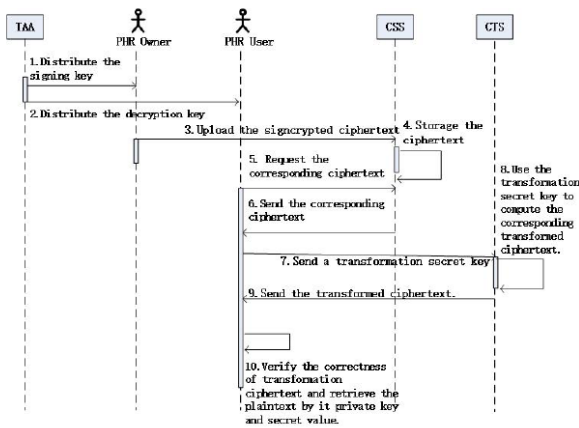 TAA
PHR Owner
PHR User
CSS
CTS
1.Distribute the
signing key
2.Distribute the decryption key
3.Upload the signcrypted ciphertext
4.Storage the
ciphertext
5. Request the
corresponding ciphertext
6.Send the corresponding
ciphertext
7.Send a transformation secret key
8.Use the
transformation
secret key to
compute the
corresponding
transformed
ciphertext.
9.Send the transformed ciphertext.
10.Verify the correctness
of transformation
ciphertext and retrieve the
plaintext by it private key
and secret value.